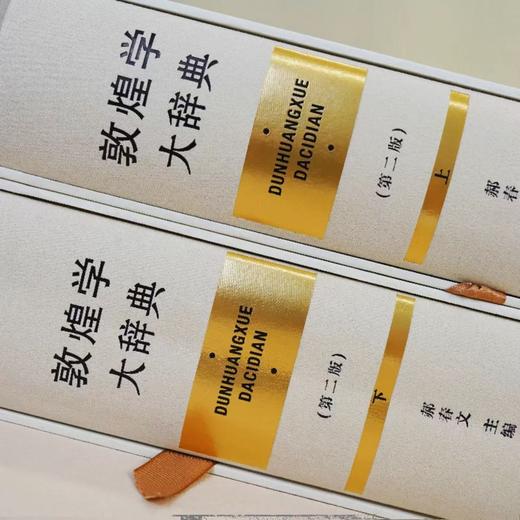 敦煌学
大辞典
DUNHUANGXUE
DACIDIAN
(第二版)
上
郝春
敦煌学
大辞典
DUNHUANGXUE
DACIDIAN
(第二版)
下
郝春文
主编